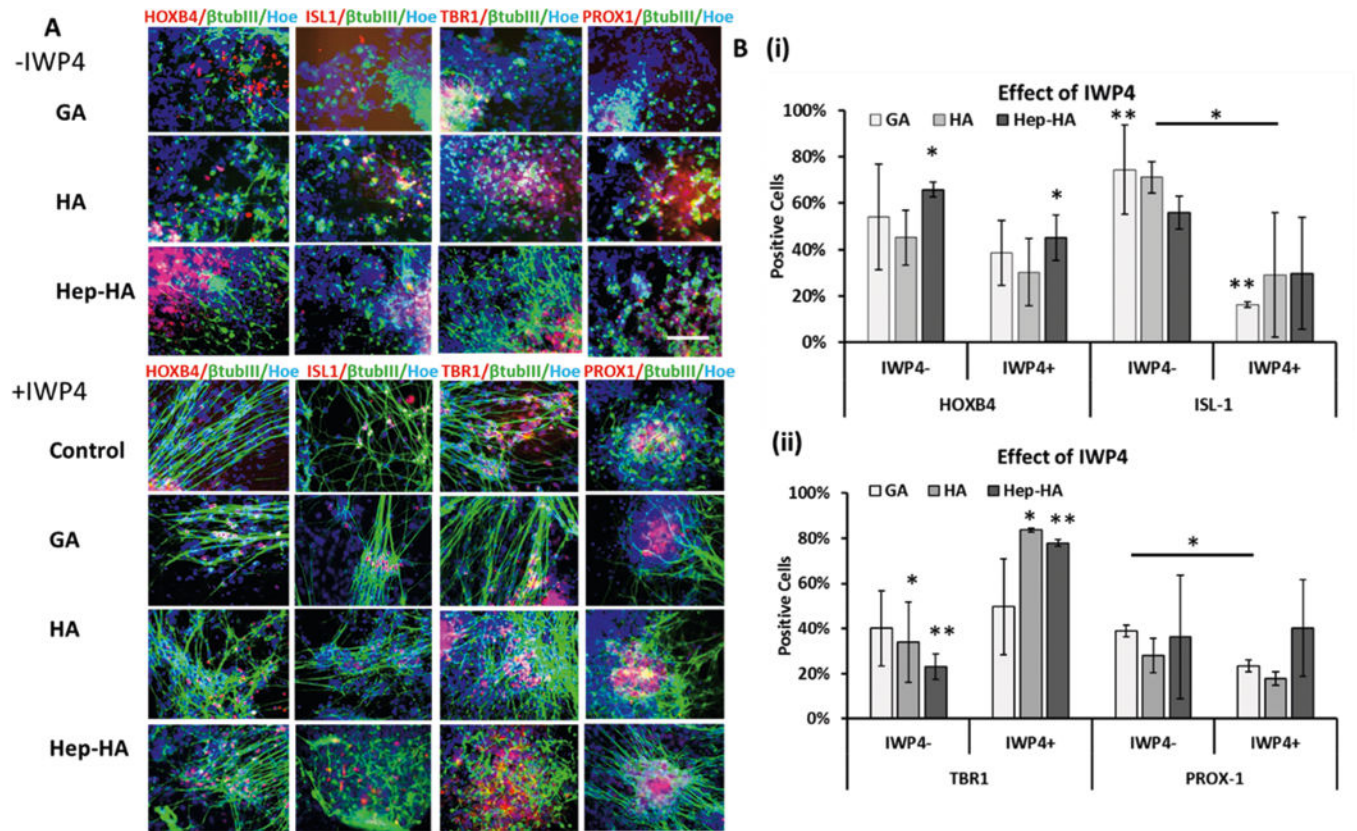 A
HOXB4/βtubIII/Hoe ISL1/βtubIII/Hoe TBR1/βtubIII/Hoe PROX1/βtubIII/Hoe
-IWP4
GA
HA
Hep-HA
HOXB4/βtubIII/Hoe ISL1/βtubIII/Hoe TBR1/βtubIII/Hoe PROX1/βtubIII/Hoe
+IWP4
Control
GA
HA
Hep-HA
B (i)
Effect of IWP4
GA HA Hep-HA
** * * * **
100%
80%
60%
40%
20%
0%
Positive Cells
IWP4- IWP4+ IWP4- IWP4+
HOXB4 ISL-1
(ii)
Effect of IWP4
GA HA Hep-HA
* ** * ** *
100%
80%
60%
40%
20%
0%
Positive Cells
IWP4- IWP4+ IWP4- IWP4+
TBR1 PROX-1